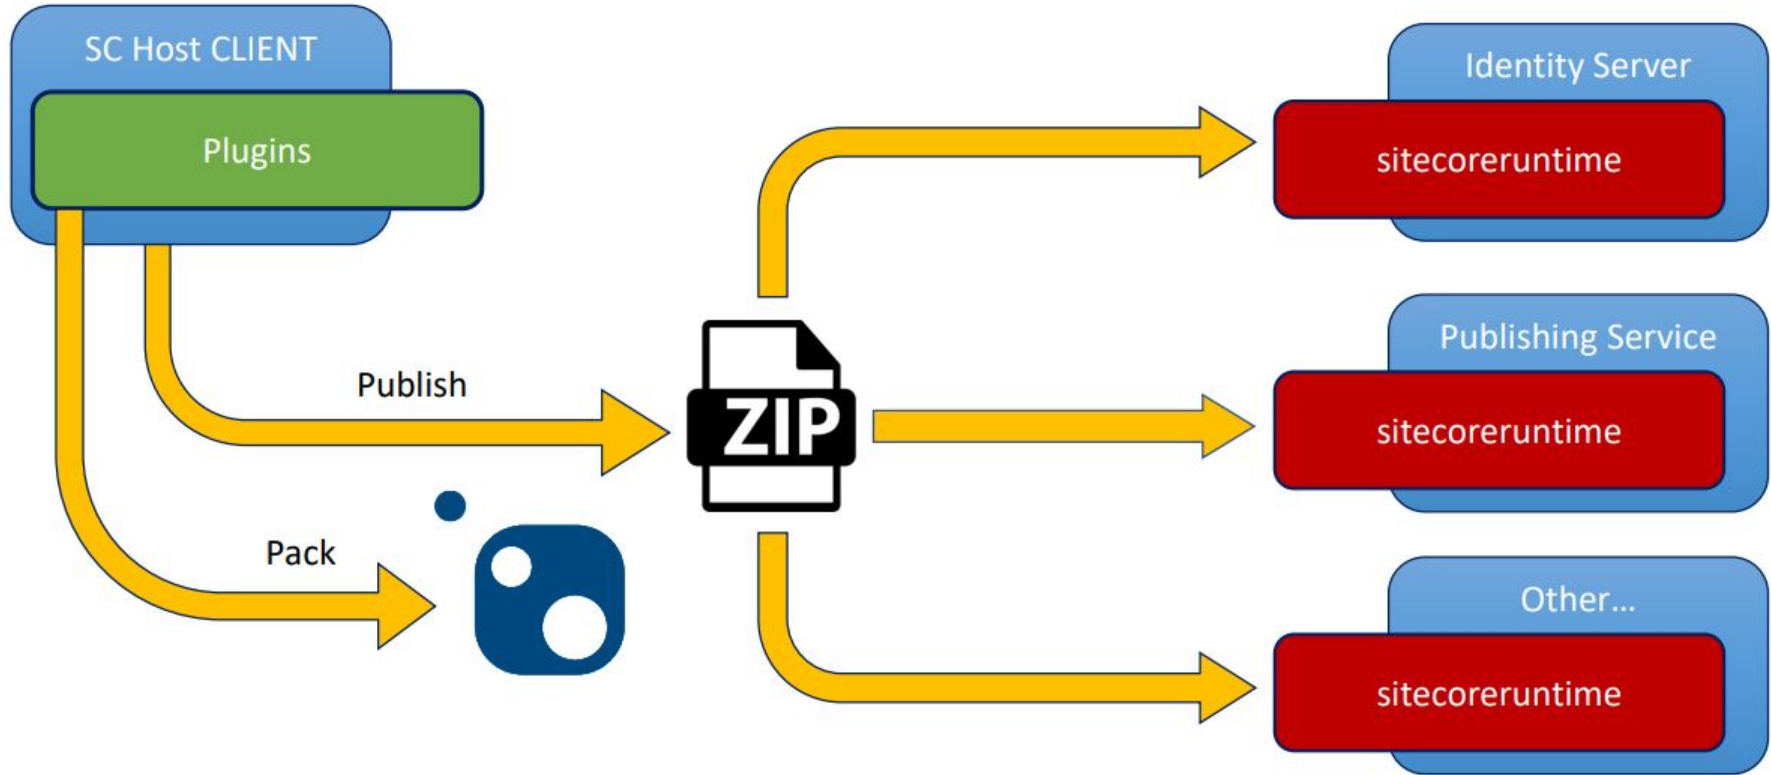 SC Host CLIENT
Plugins
Publish
Pack
ZIP
Identity Server
sitecoreruntime
Publishing Service
sitecoreruntime
Other...
sitecoreruntime